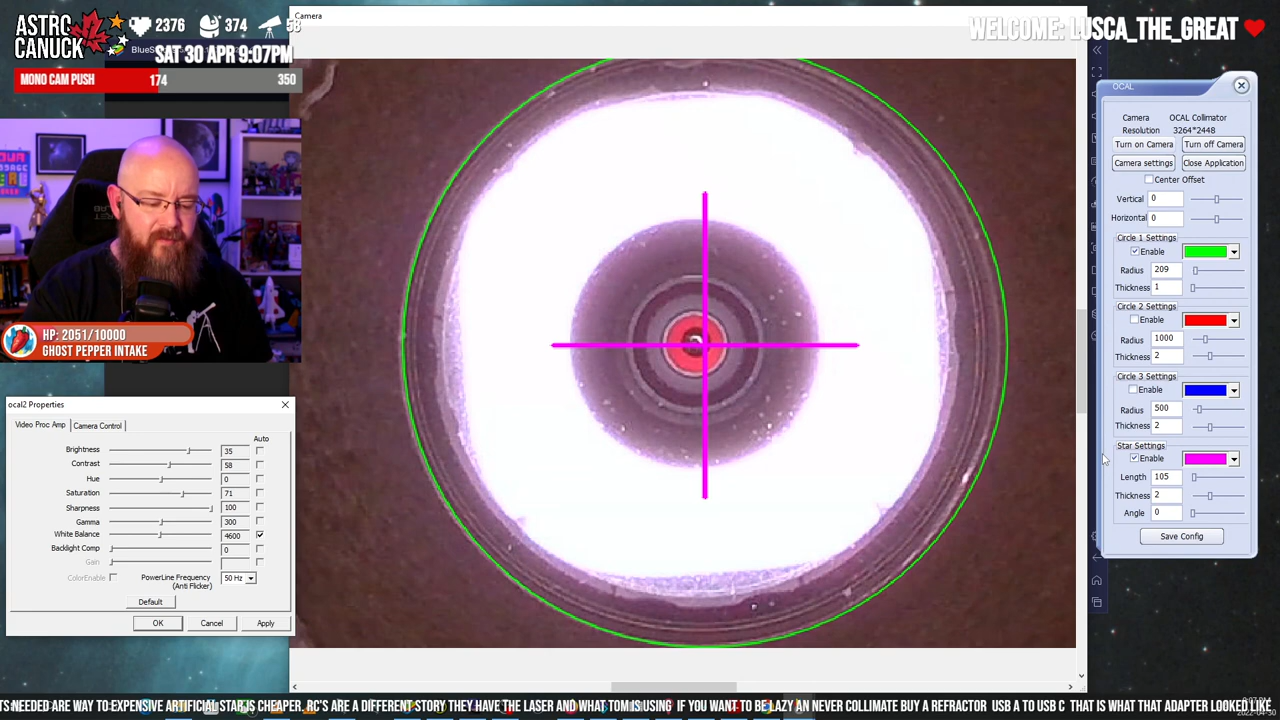 ASTRO
CANUCK
2376
374
58
BlueS
SAT 30 APR 9:07PM
MONO CAM PUSH
174
350
Camera
WELCOME: LUSCA_THE_GREAT
HP: 2051/10000
GHOST PEPPER INTAKE
ocal2 Properties
Video Proc Amp
Camera Control
Auto
Brightness
35
Contrast
58
Hue
0
Saturation
71
Sharpness
100
Gamma
300
White Balance
4600
Backlight Comp
0
Gain
ColorEnable
PowerLine Frequency
(Anti Flicker)
50 Hz
Default
OK
Cancel
Apply
OCAL
Camera
OCAL Collimator
Resolution
3264*2448
Turn on Camera
Turn off Camera
Camera settings
Close Application
Center Offset
Vertical
0
Horizontal
0
Circle 1 Settings
Enable
Radius
209
Thickness
1
Circle 2 Settings
Enable
Radius
1000
Thickness
2
Circle 3 Settings
Enable
Radius
500
Thickness
2
Star Settings
Enable
Length
105
Thickness
2
Angle
0
Save Config
TS NEEDED ARE WAY TO EXPENSIVE ARTIFICIAL STAR IS CHEAPER. RC'S ARE A DIFFERENT STORY THEY HAVE THE LASER AND WHAT TOM IS USING IF YOU WANT TO BE LAZY AN NEVER COLLIMATE BUY A REFRACTOR USB A TO USB C THAT IS WHAT THAT ADAPTER LOOKED LIKE
2022-04-30